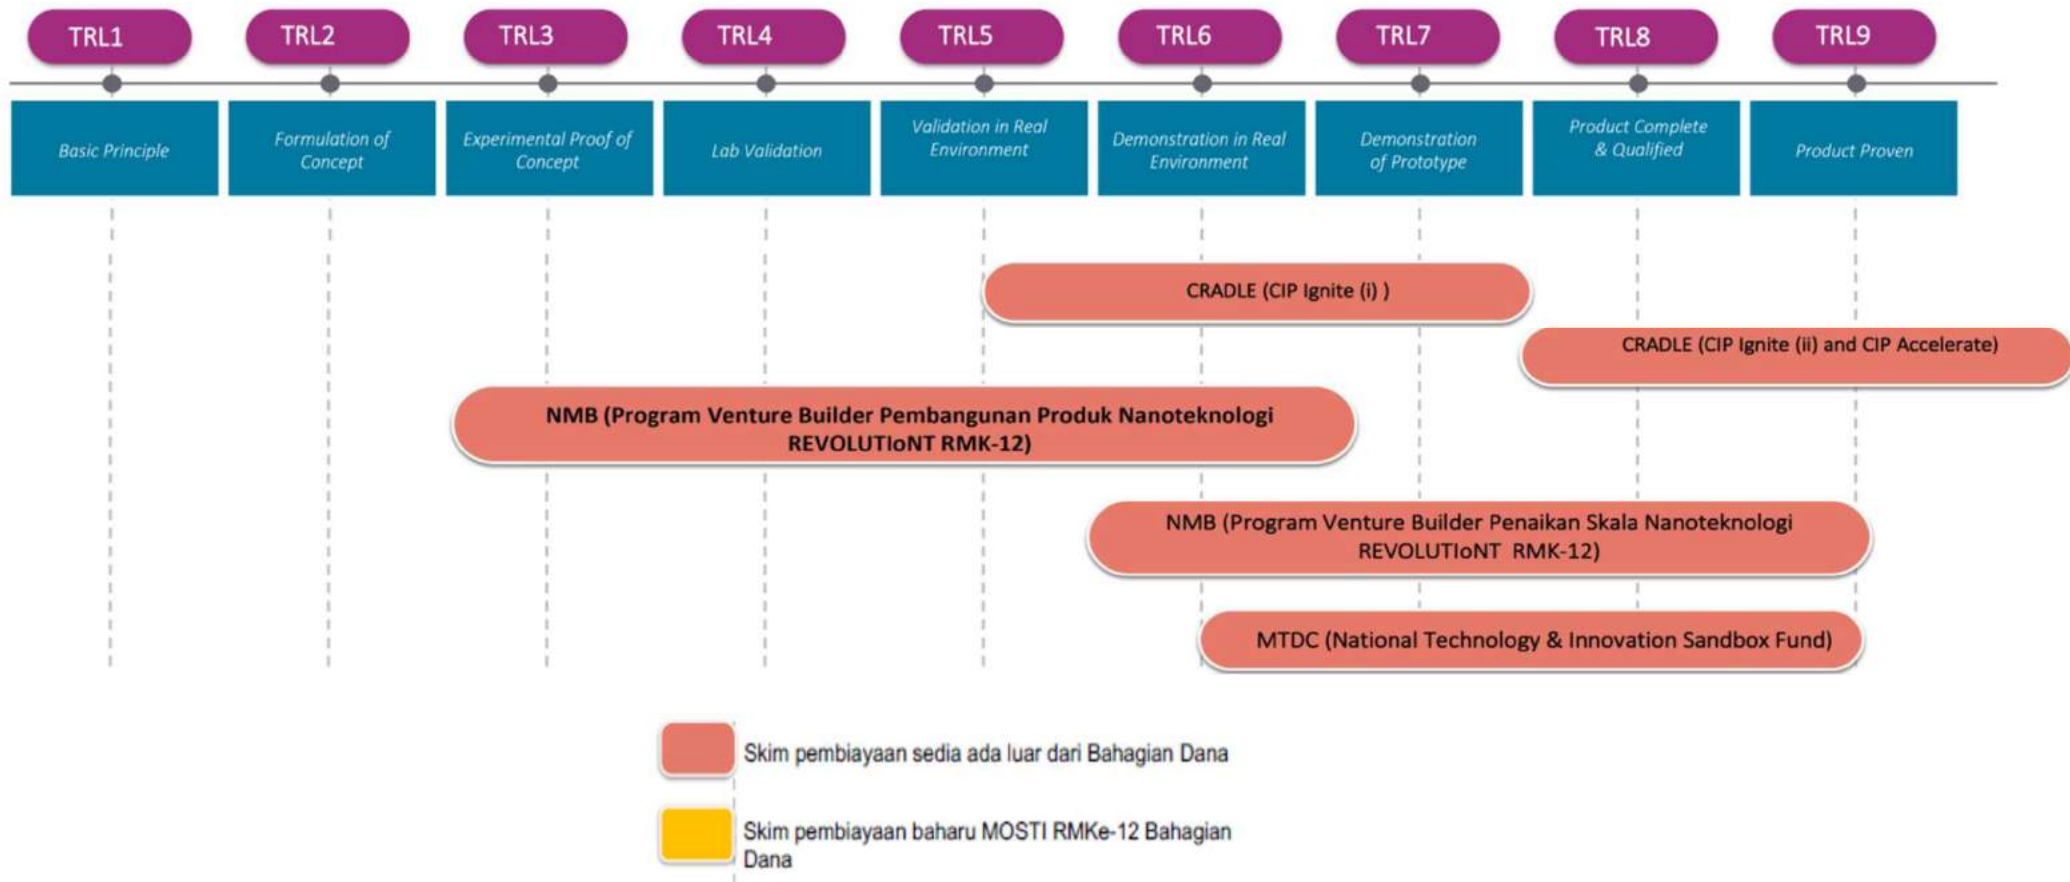 TRL1
TRL2
TRL3
TRL4
TRL5
TRL6
TRL7
TRL8
TRL9
Basic Principle
Formulation of
Concept
Experimental Proof of
Concept
Lab Validation
Validation in Real
Environment
Demonstration in Real
Environment
Demonstration
of Prototype
Product Complete
& Qualified
Product Proven
CRADLE (CIP Ignite (i) )
CRADLE (CIP Ignite (ii) and CIP Accelerate)
NMB (Program Venture Builder Pembangunan Produk Nanoteknologi
REVOLUTIoNT RMK-12)
NMB (Program Venture Builder Penaikan Skala Nanoteknologi
REVOLUTIoNT RMK-12)
MTDC (National Technology & Innovation Sandbox Fund)
Skim pembiayaan sedia ada luar dari Bahagian Dana
Skim pembiayaan baharu MOSTI RMKe-12 Bahagian
Dana